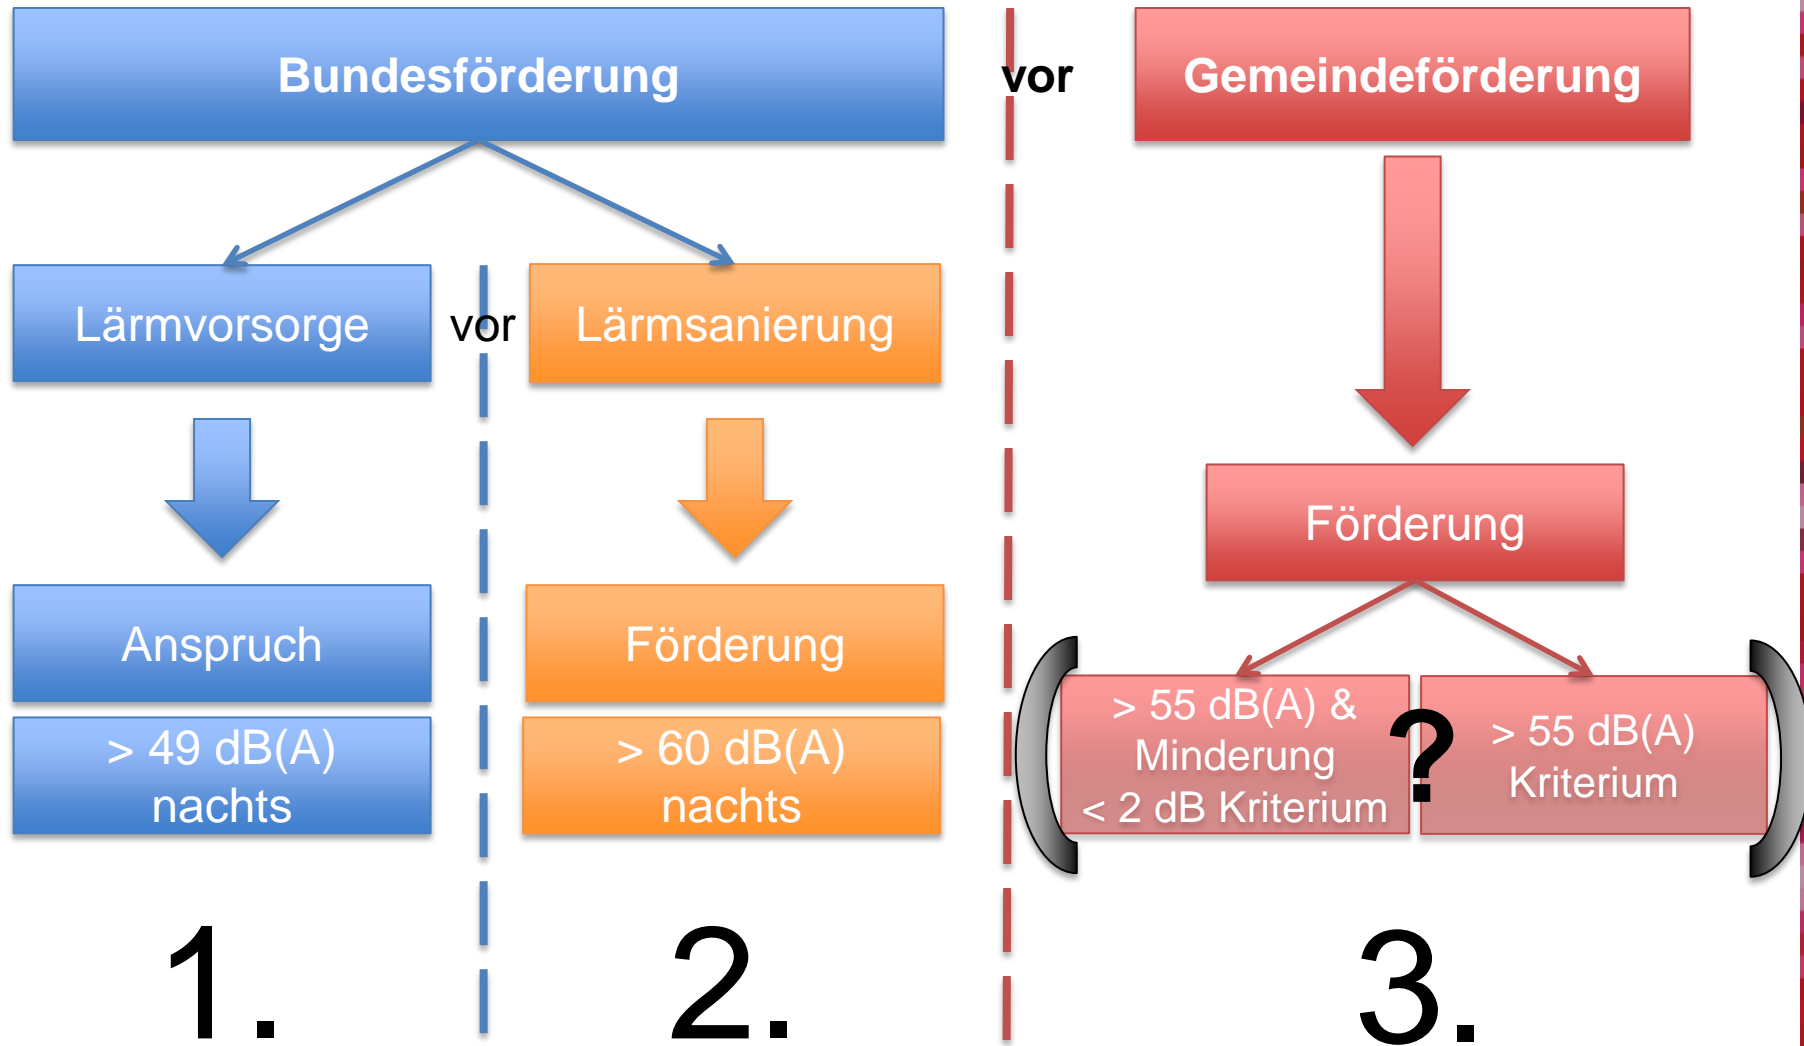 Bundesförderung
vor
Gemeindeförderung
Lärmvorsorge
vor
Lärmsanierung
Anspruch
> 49 dB(A)
nachts
Förderung
> 60 dB(A)
nachts
Förderung
> 55 dB(A) &
Minderung
< 2 dB Kriterium
?
> 55 dB(A)
Kriterium
1.
2.
3.